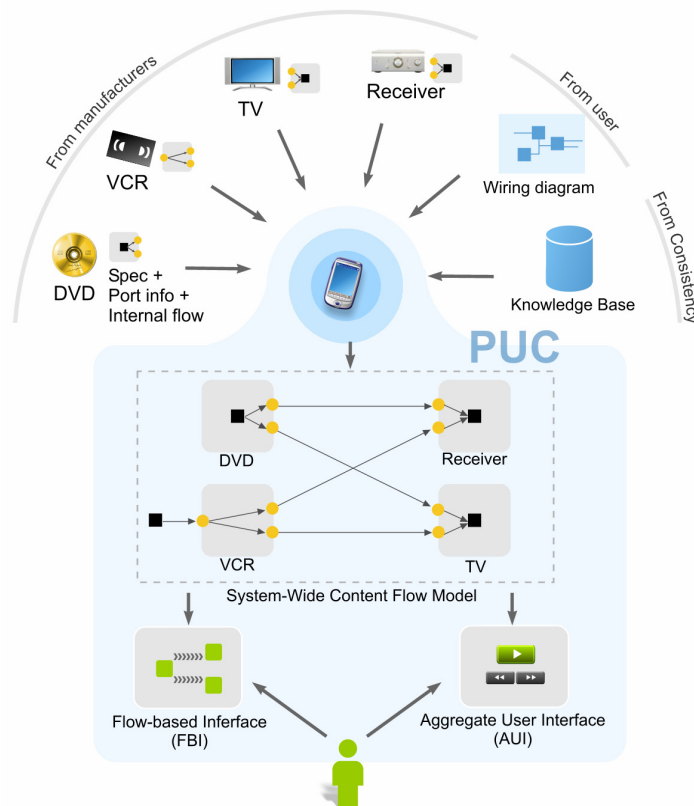 From manufacturers
From user
From Consistency
TV
Receiver
VCR
Wiring diagram
DVD
Spec +
Port info +
Internal flow
Knowledge Base
PUC
DVD
Receiver
VCR
TV
System-Wide Content Flow Model
Flow-based Inferface
(FBI)
Aggregate User Interface
(AUI)